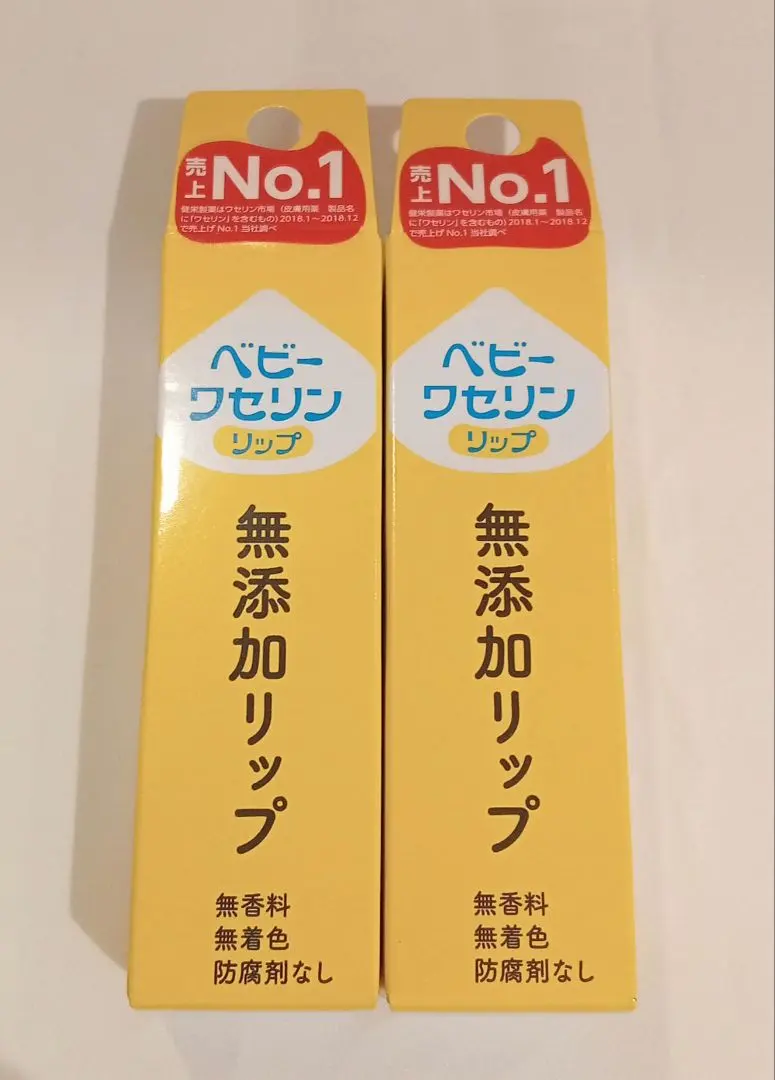 売上 No.1
健栄製薬はワセリン市場（皮膚用薬　製品名
に「ワセリン」を含むもの）2018.1～2018.12
で売上げ No.1 当社調べ
ベビー
ワセリン
リップ
無添加リップ
無香料
無着色
防腐剤なし
売上 No.1
健栄製薬はワセリン市場（皮膚用薬　製品名
に「ワセリン」を含むもの）2018.1～2018.12
で売上げ No.1 当社調べ
ベビー
ワセリン
リップ
無添加リップ
無香料
無着色
防腐剤なし